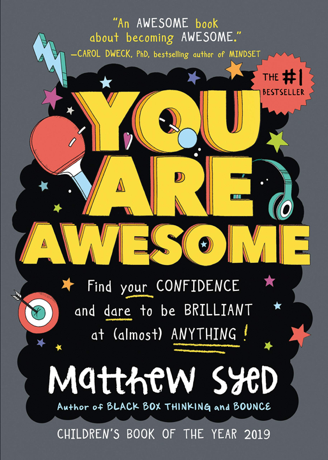 "An AWESOME book
about becoming AWESOME."
—CAROL DWECK, PhD, bestselling author of MINDSET
THE #1
BESTSELLER
YOU
ARE
AWESOME
Find your CONFIDENCE
and dare to be BRILLIANT
at (almost) ANYTHING!
Matthew Syed
Author of BLACK BOX THINKING and BOUNCE
CHILDREN'S BOOK OF THE YEAR 2019